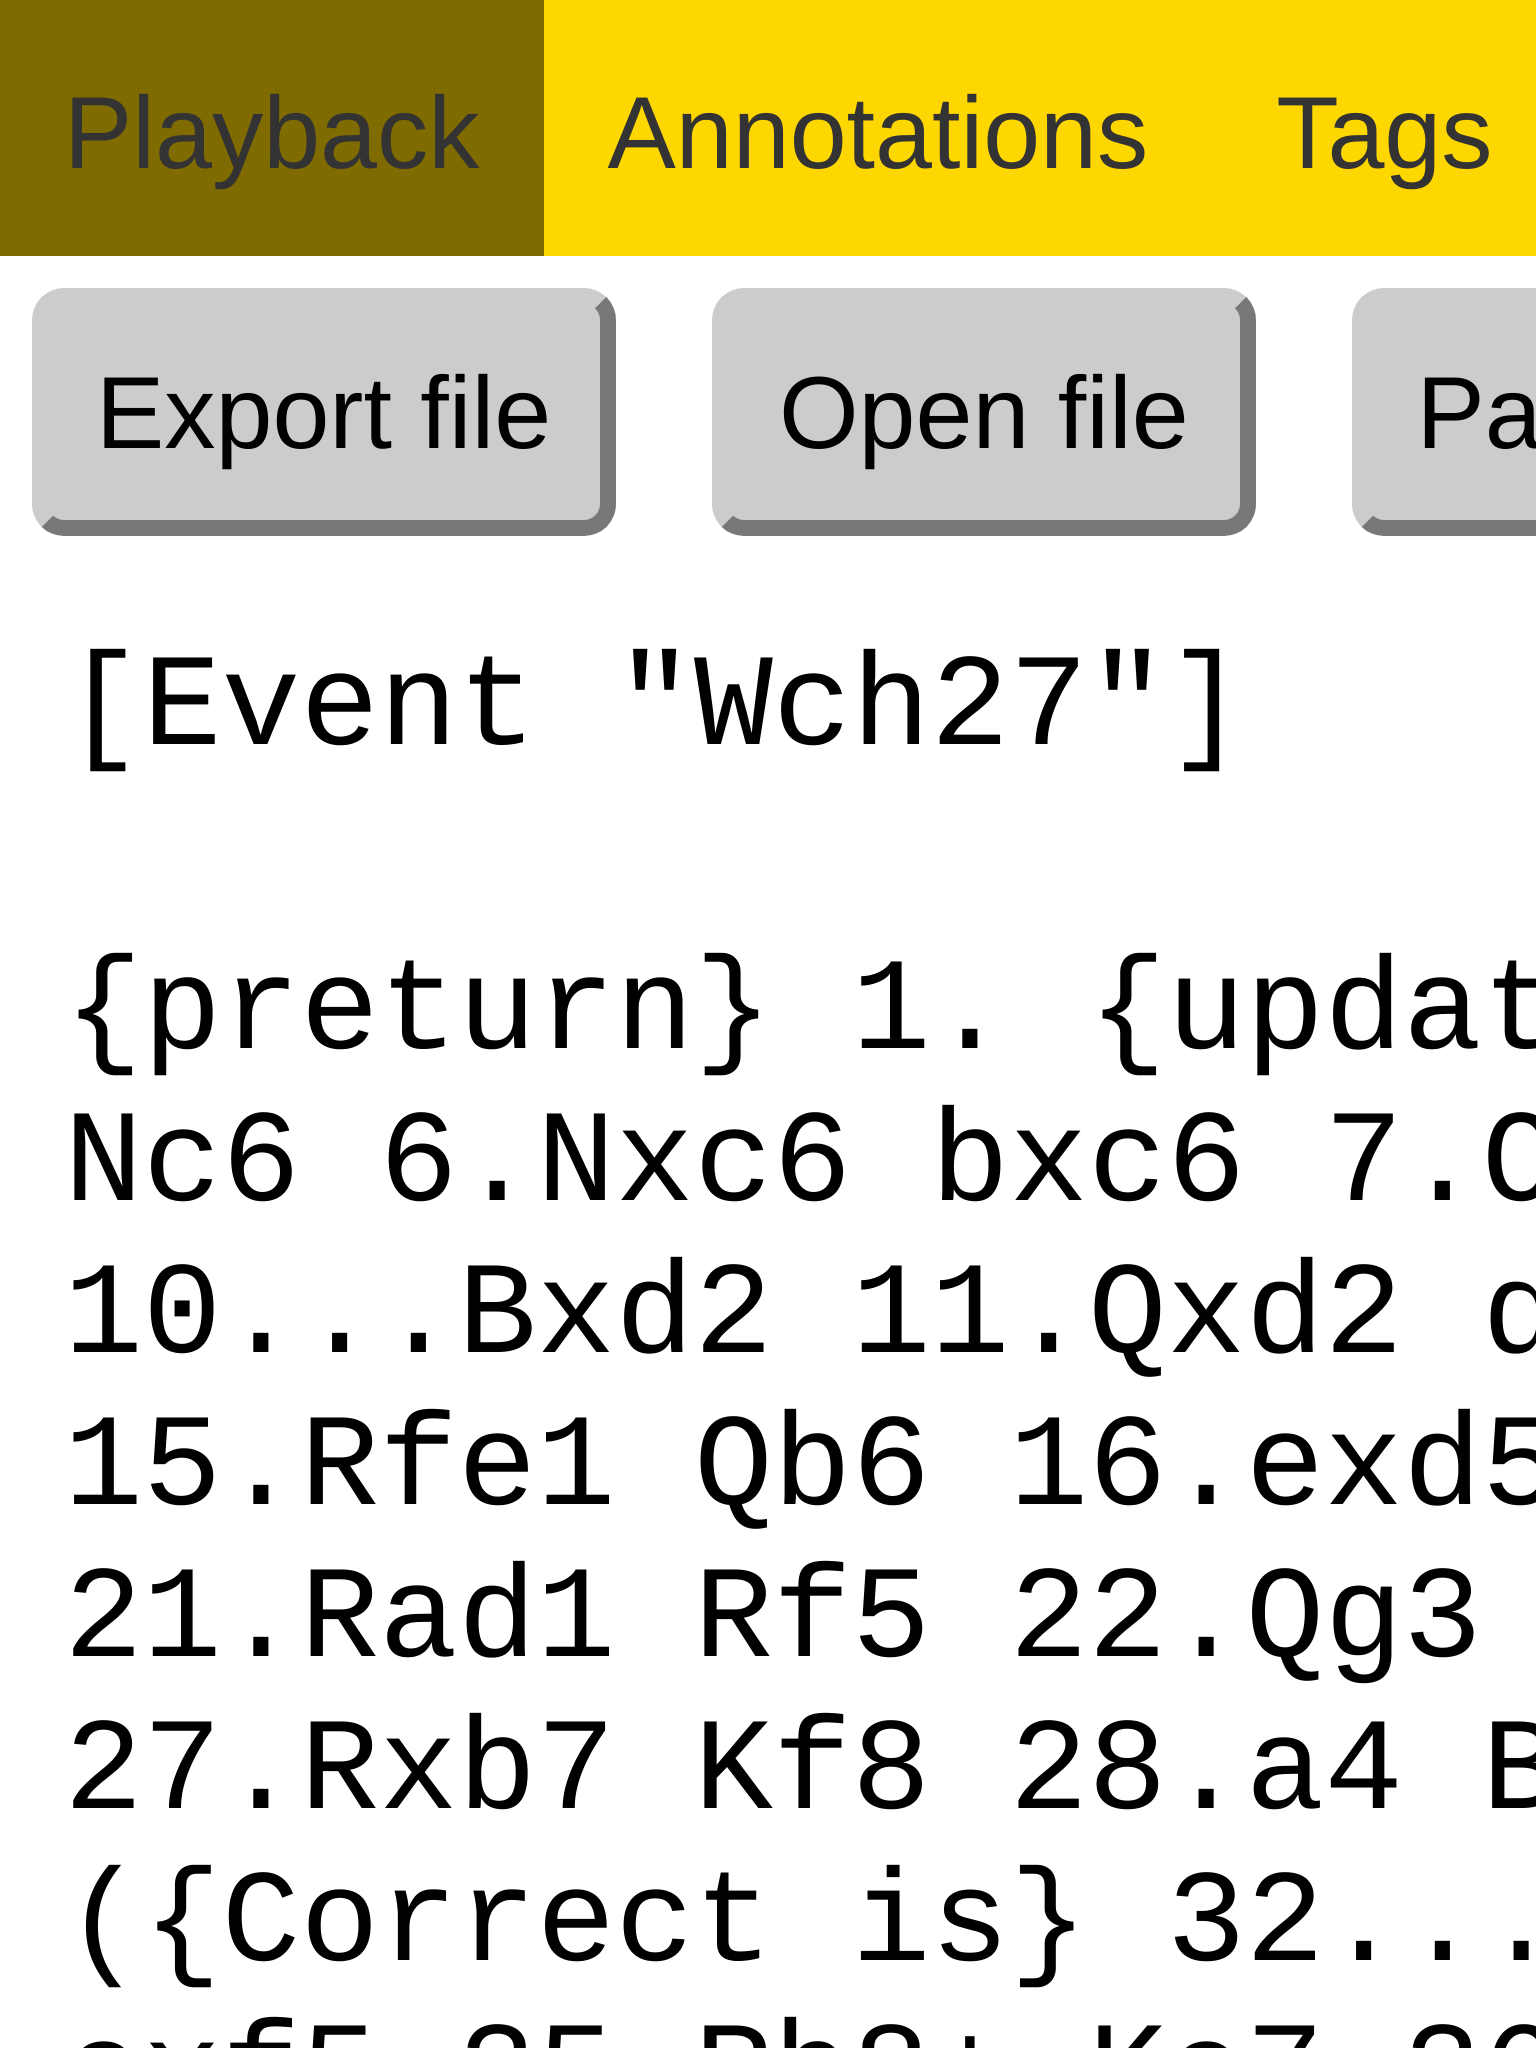 Playback Annotations Tags
Export file Open file Pa
[Event "Wch27"]
{preturn} 1. {updat
Nc6 6.Nxc6 bxc6 7.
10...Bxd2 11.Qxd2
15.Rfe1 Qb6 16.exd5
21.Rad1 Rf5 22.Qg3
27.Rxb7 Kf8 28.a4 B
({Correct is} 32...